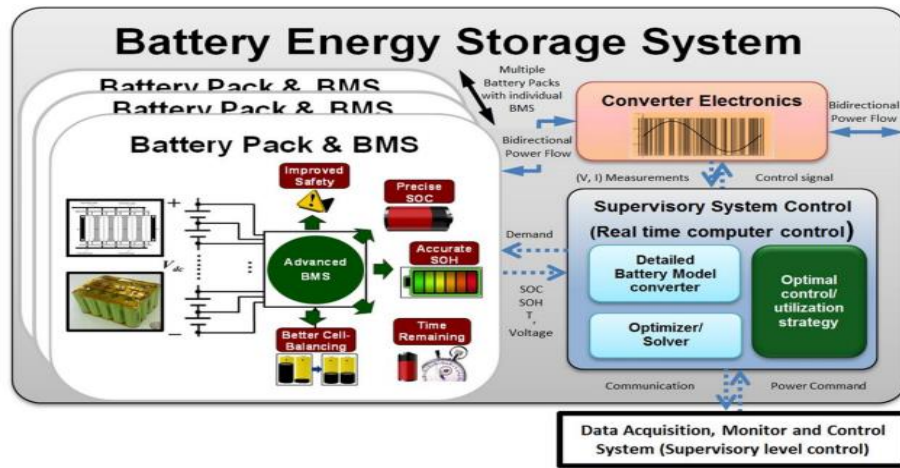 Battery Energy Storage System
Battery Pack & BMS
Battery Pack & BMS
Battery Pack & BMS
Multiple
Battery Packs
with individual
BMS
Bidirectional
Power Flow
Converter Electronics
Bidirectional
Power Flow
(V, I) Measurements
Control signal
Improved
Safety
Precise
SOC
Accurate
SOH
Advanced
BMS
Better Cell-
Balancing
Time
Remaining
+
V dc
−
Demand
SOC
SOH
T,
Voltage
Supervisory System Control
(Real time computer control)
Detailed
Battery Model
converter
Optimizer/
Solver
Optimal
control/
utilization
strategy
Communication
Power Command
Data Acquisition, Monitor and Control
System (Supervisory level control)